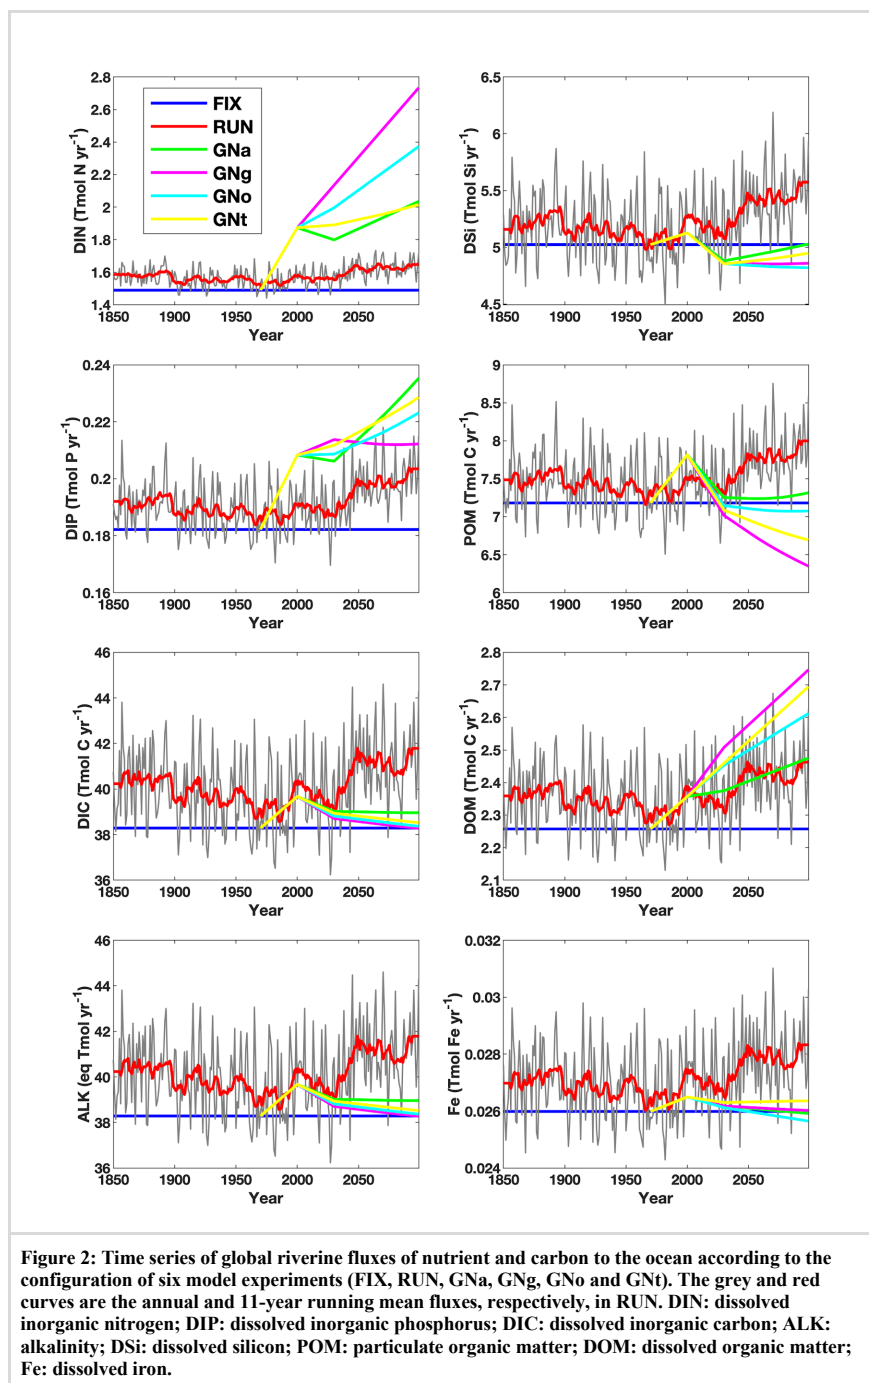 2.8
2.6
2.4
2.2
2
1.8
1.6
1.4
DIN (Tmol N yr-1)
FIX
RUN
GNa
GNg
GNo
GNt
1850 1900 1950 2000 2050
Year
6.5
6
5.5
5
4.5
DSi (Tmol Si yr-1)
1850 1900 1950 2000 2050
Year
0.24
0.22
0.2
0.18
0.16
DIP (Tmol P yr-1)
1850 1900 1950 2000 2050
Year
9
8.5
8
7.5
7
6.5
6
POM (Tmol C yr-1)
1850 1900 1950 2000 2050
Year
46
44
42
40
38
36
DIC (Tmol C yr-1)
1850 1900 1950 2000 2050
Year
2.8
2.7
2.6
2.5
2.4
2.3
2.2
2.1
DOM (Tmol C yr-1)
1850 1900 1950 2000 2050
Year
46
44
42
40
38
36
ALK (eq Tmol yr-1)
1850 1900 1950 2000 2050
Year
0.032
0.03
0.028
0.026
0.024
Fe (Tmol Fe yr-1)
1850 1900 1950 2000 2050
Year
Figure 2: Time series of global riverine fluxes of nutrient and carbon to the ocean according to the
configuration of six model experiments (FIX, RUN, GNa, GNg, GNo and GNt). The grey and red
curves are the annual and 11-year running mean fluxes, respectively, in RUN. DIN: dissolved
inorganic nitrogen; DIP: dissolved inorganic phosphorus; DIC: dissolved inorganic carbon; ALK:
alkalinity; DSi: dissolved silicon; POM: particulate organic matter; DOM: dissolved organic matter;
Fe: dissolved iron.